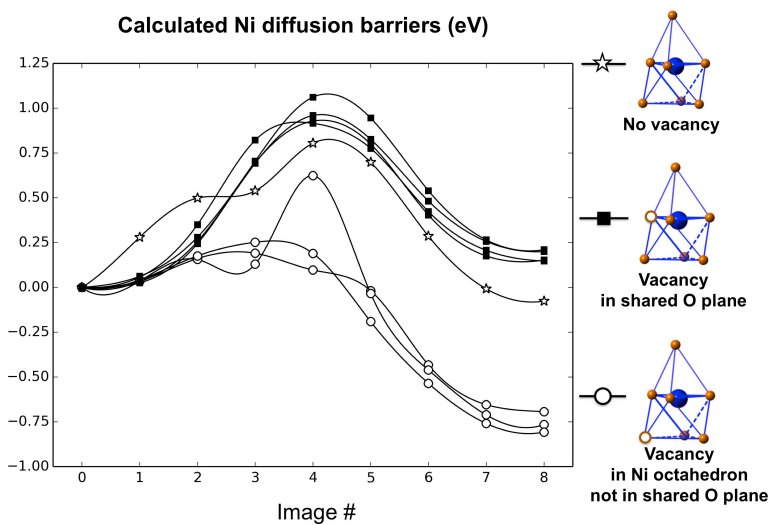 Calculated Ni diffusion barriers (eV)
1.25
1.00
0.75
0.50
0.25
0.00
−0.25
−0.50
−0.75
−1.00
0 1 2 3 4 5 6 7 8
Image #
No vacancy
Vacancy
in shared O plane
Vacancy
in Ni octahedron
not in shared O plane